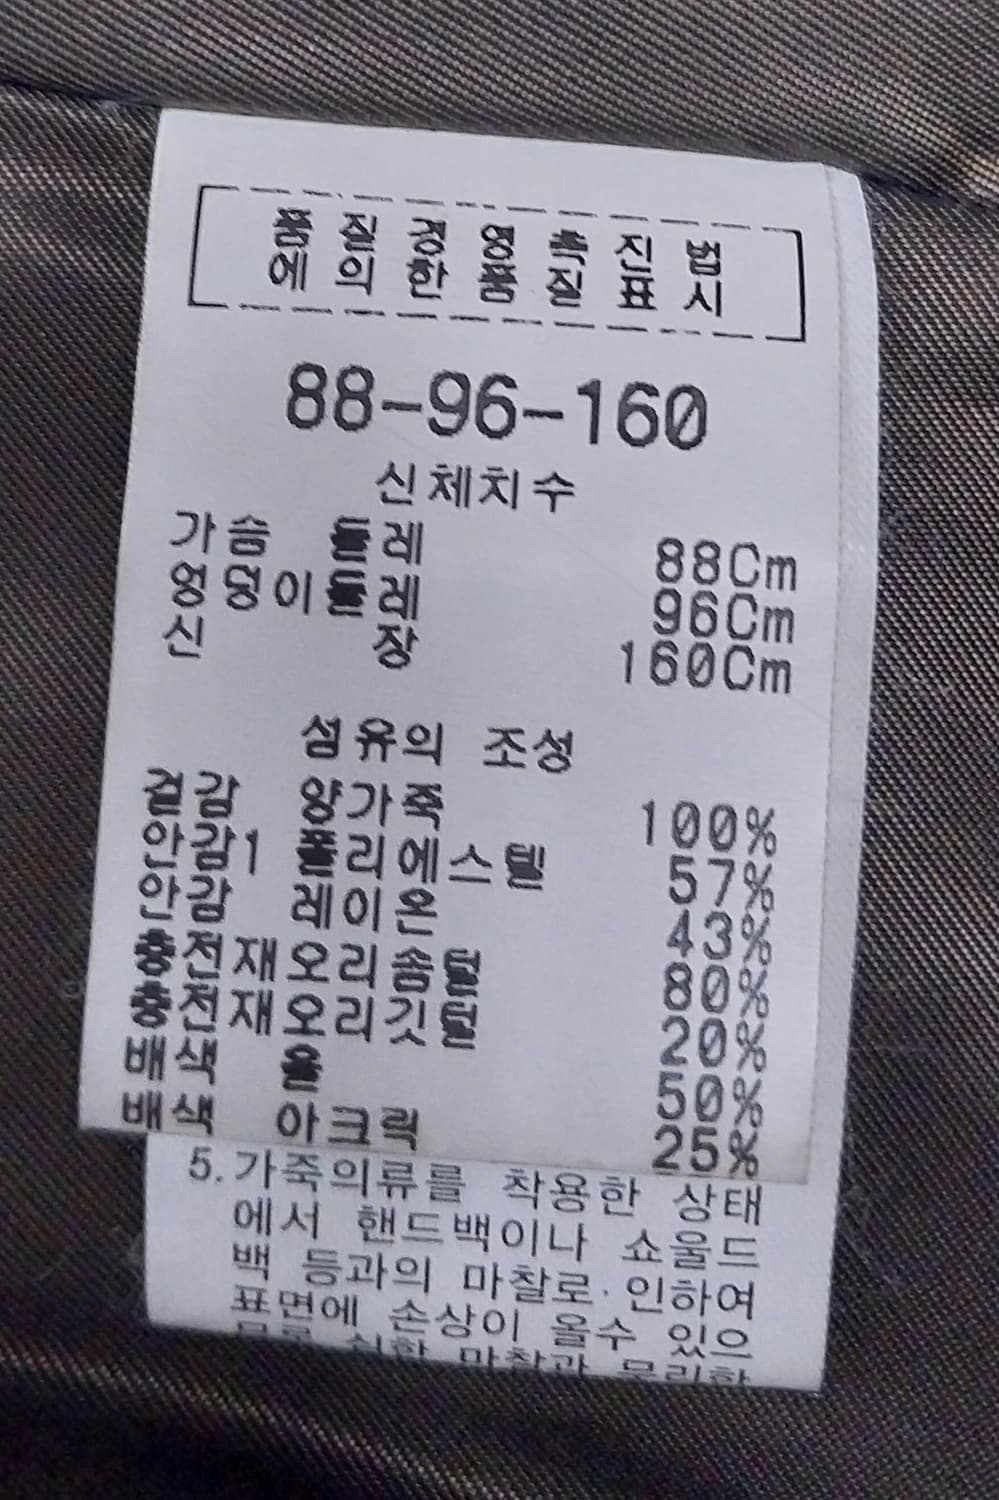 품질경영촉진법
에의한품질표시
88-96-160
신체치수
가슴 둘레 88Cm
엉덩이둘레 96Cm
신 장 160Cm
섬유의 조성
겉감 양가죽 100%
안감1 폴리에스텔 57%
안감 레이온 43%
충전재오리솜털 80%
충전재오리깃털 20%
배색 울 50%
배색 아크릭 25%
5.가죽의류를 착용한 상태
에서 핸드백이나 쇼울드
백 등과의 마찰로·인하여
표면에 손상이 올수 있으
마찰과